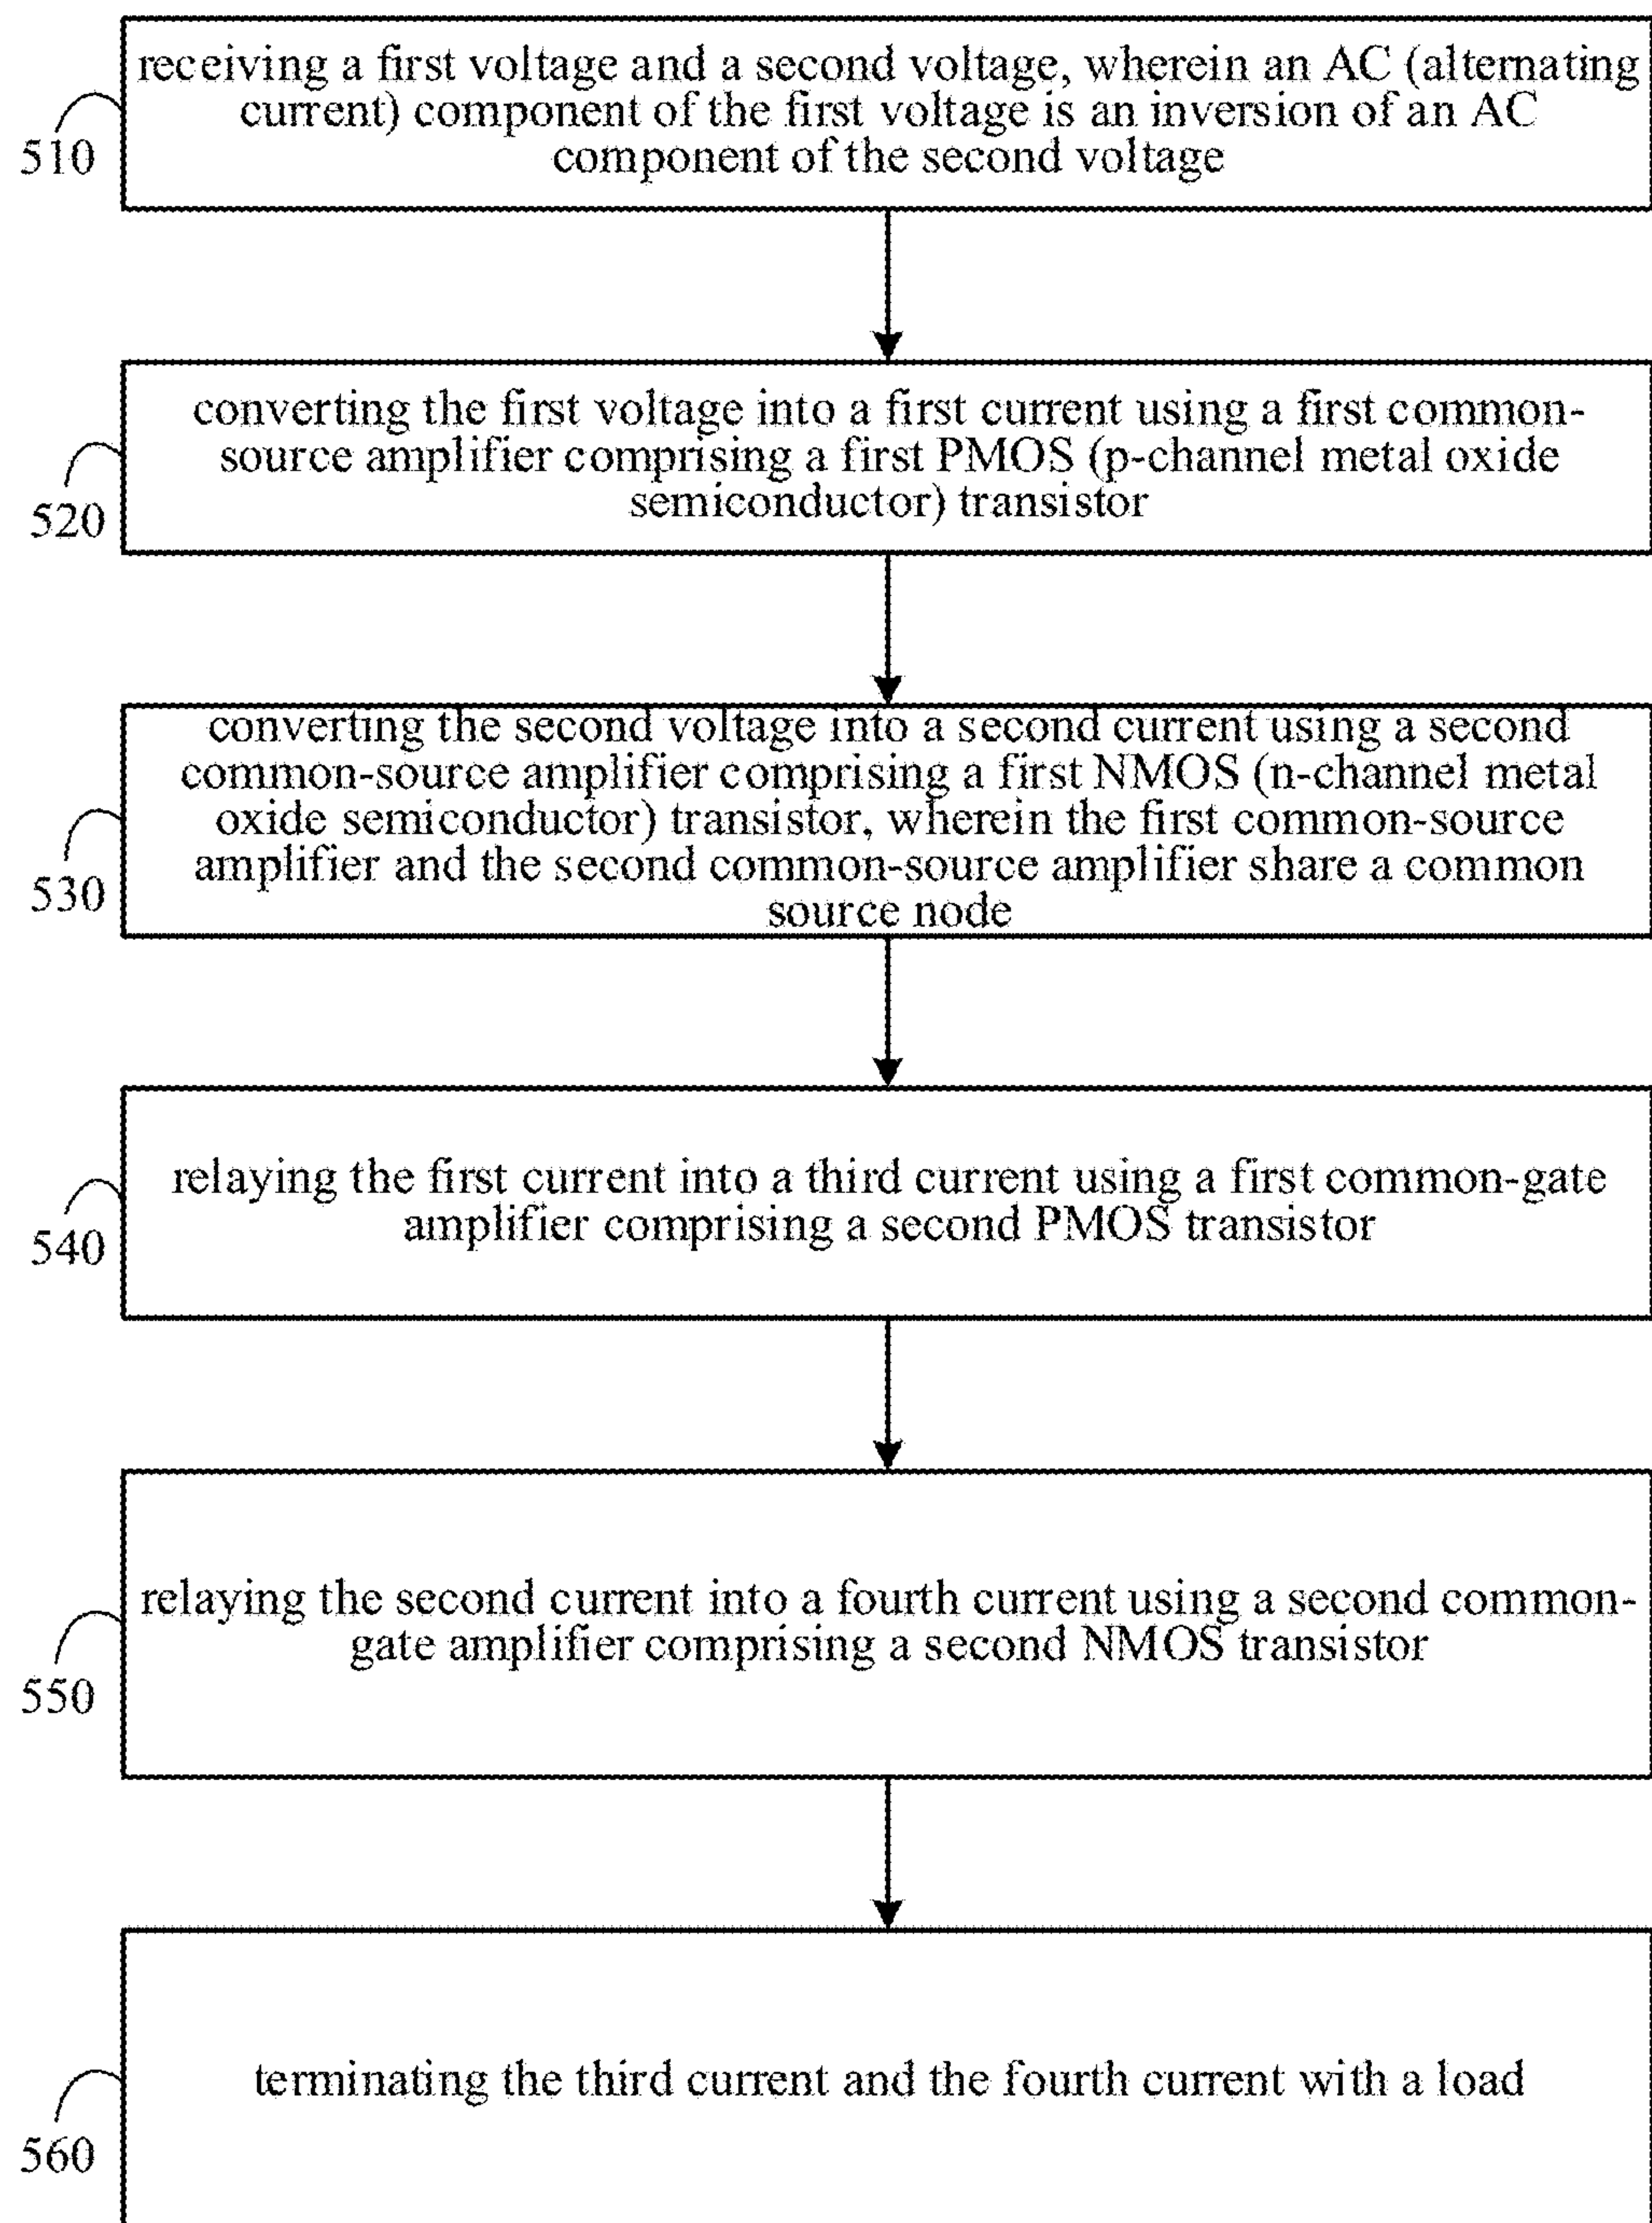 receiving a first voltage and a second voltage, wherein an AC (alternating
current) component of the first voltage is an inversion of an AC
component of the second voltage
510
converting the first voltage into a first current using a first common-
source amplifier comprising a first PMOS (p-channel metal oxide
semiconductor) transistor
520
converting the second voltage into a second current using a second
common-source amplifier comprising a first NMOS (n-channel metal
oxide semiconductor) transistor, wherein the first common-source
amplifier and the second common-source amplifier share a common
source node
530
relaying the first current into a third current using a first common-gate
amplifier comprising a second PMOS transistor
540
relaying the second current into a fourth current using a second common-
gate amplifier comprising a second NMOS transistor
550
terminating the third current and the fourth current with a load
560